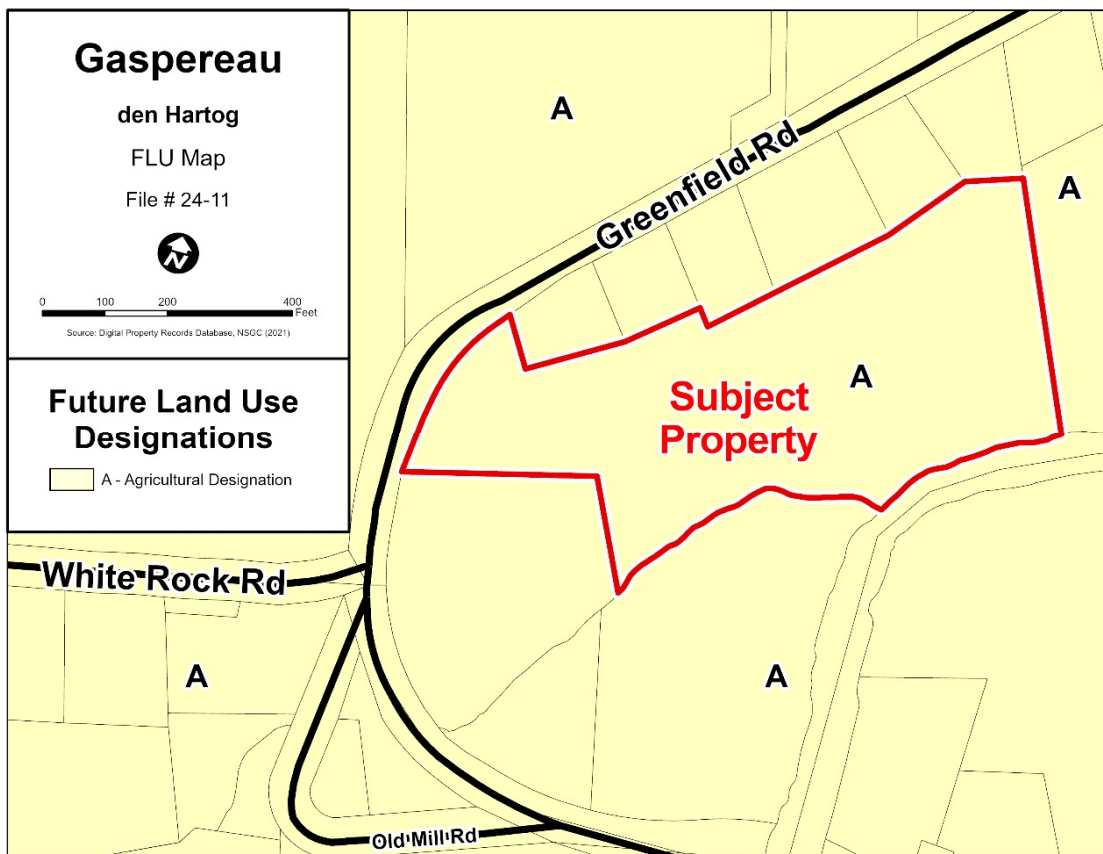 Gaspereau
den Hartog
FLU Map
File # 24-11
N
0 100 200 400
Feet
Source: Digital Property Records Database, NSGC (2021)
Future Land Use
Designations
A - Agricultural Designation
A
Greenfield Rd
A
A
Subject
Property
White Rock Rd
A
A
Old Mill Rd